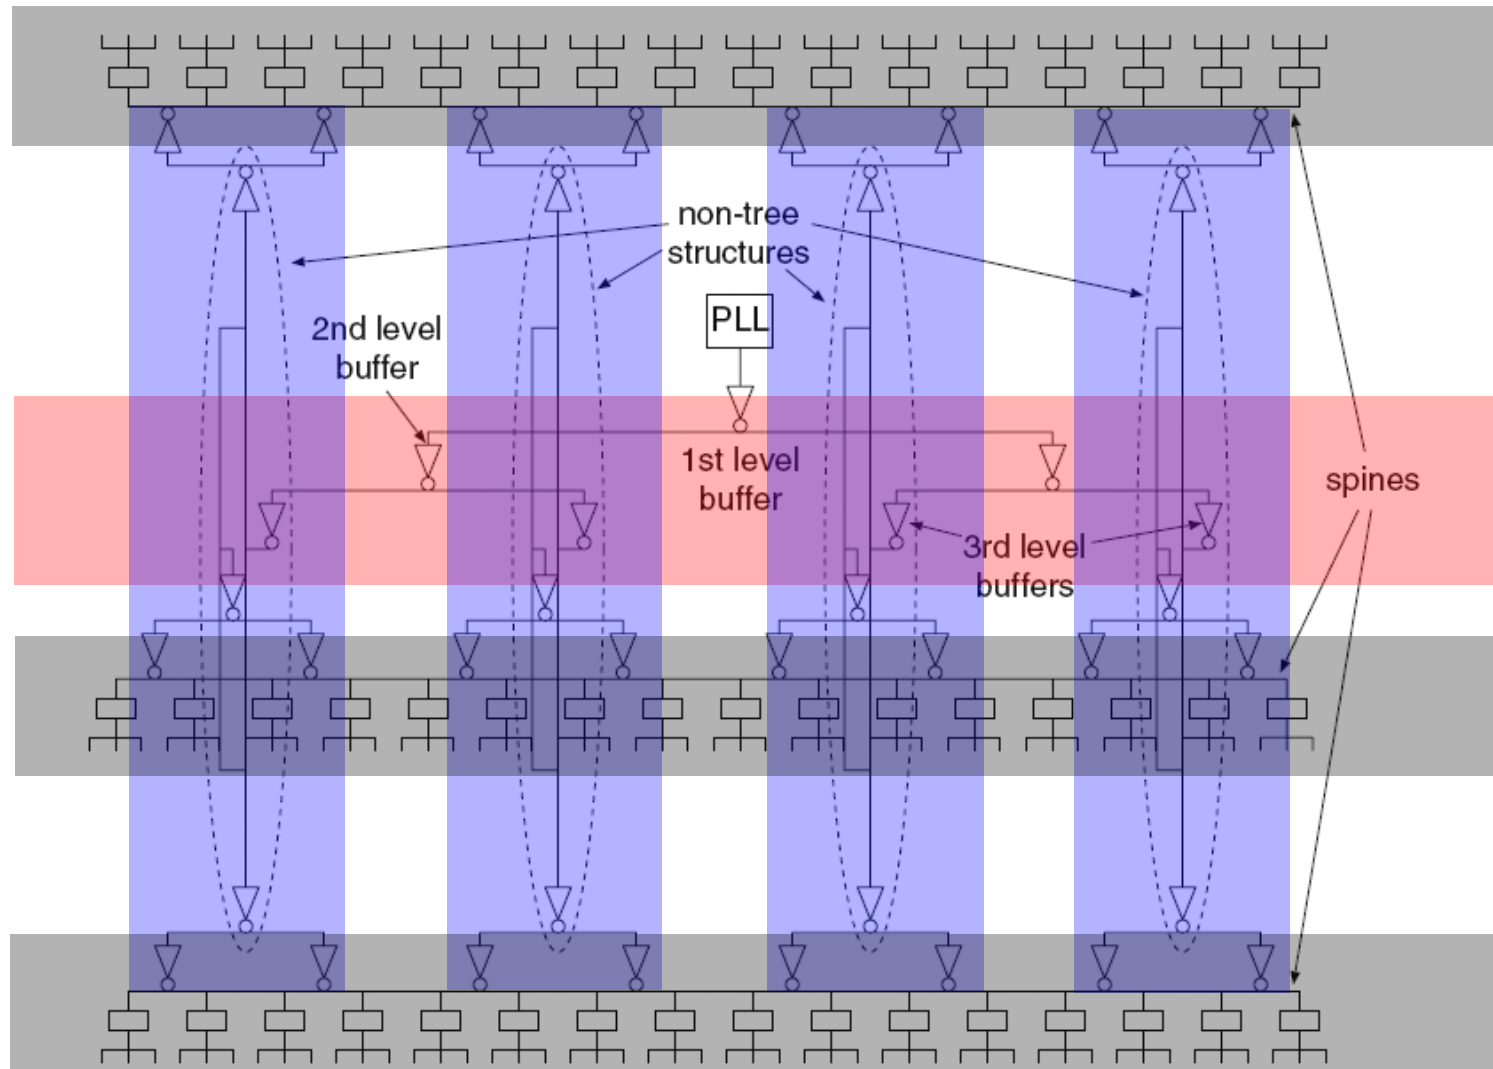 non-tree
structures
PLL
2nd level
buffer
1st level
buffer
spines
3rd level
buffers